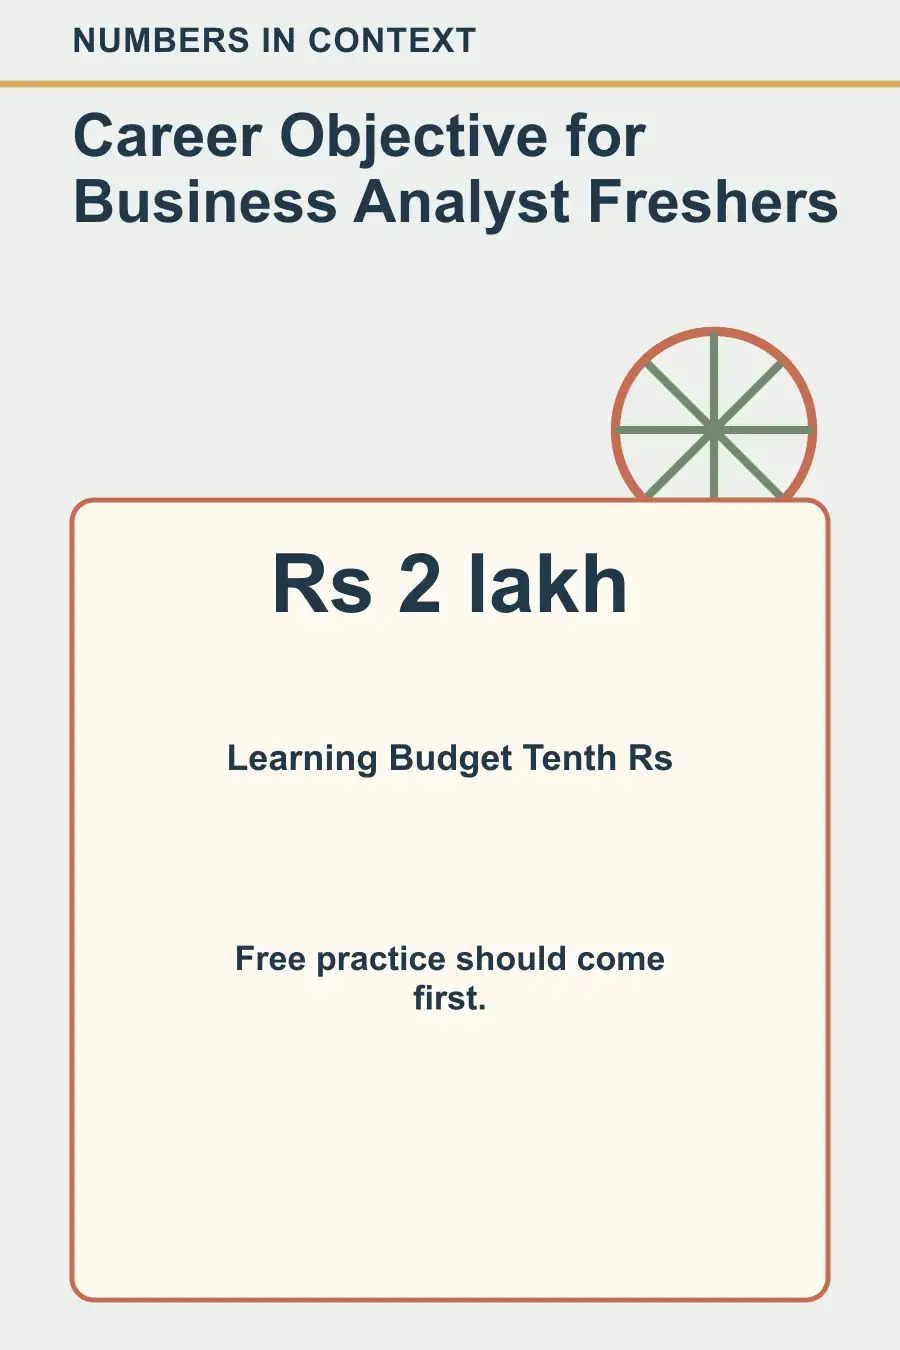 NUMBERS IN CONTEXT
Career Objective for
Business Analyst Freshers
Rs 2 lakh
Learning Budget Tenth Rs
Free practice should come
first.